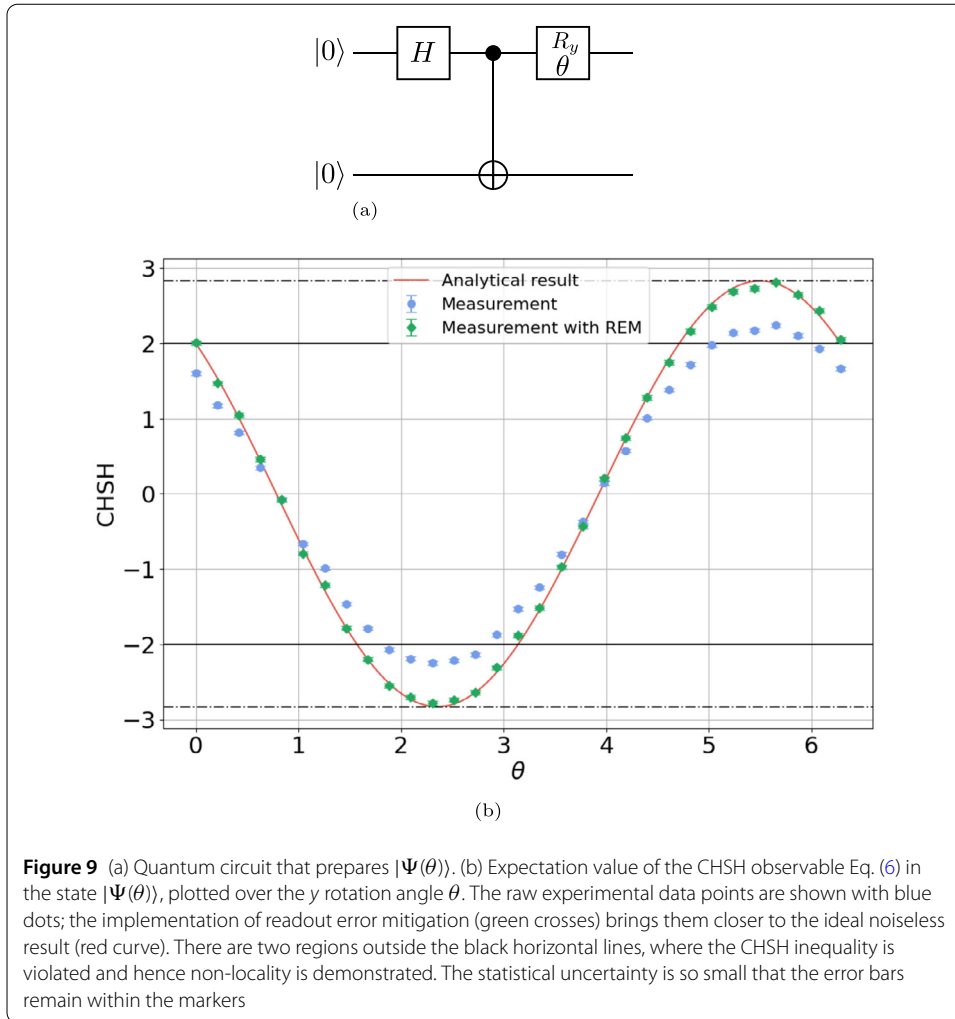 |0⟩ H R_y θ
|0⟩
(a)
Analytical result
Measurement
Measurement with REM
CHSH
3
2
1
0
−1
−2
−3
0 1 2 3 4 5 6
θ
(b)
Figure 9 (a) Quantum circuit that prepares |Ψ(θ)⟩. (b) Expectation value of the CHSH observable Eq. (6) in
the state |Ψ(θ)⟩, plotted over the y rotation angle θ. The raw experimental data points are shown with blue
dots; the implementation of readout error mitigation (green crosses) brings them closer to the ideal noiseless
result (red curve). There are two regions outside the black horizontal lines, where the CHSH inequality is
violated and hence non-locality is demonstrated. The statistical uncertainty is so small that the error bars
remain within the markers